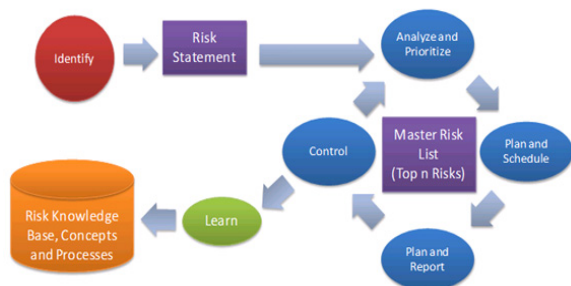 Identify
Risk
Statement
Analyze and
Prioritize
Control
Master Risk
List
(Top n Risks)
Plan and
Schedule
Risk Knowledge
Base, Concepts
and Processes
Learn
Plan and
Report